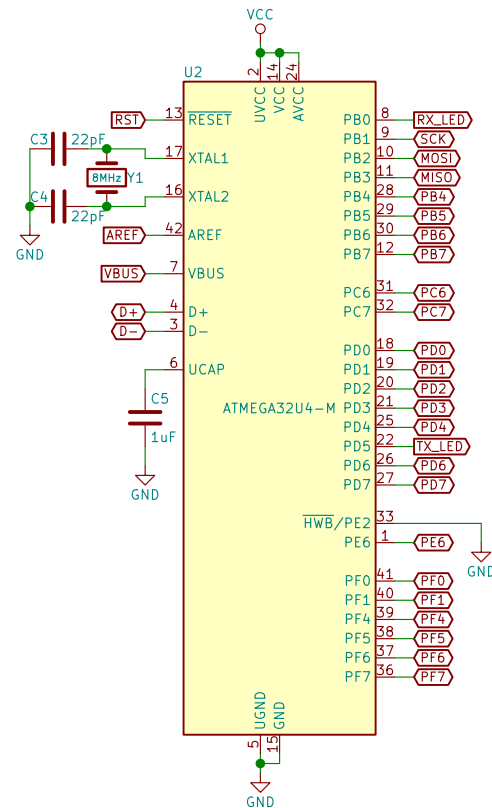 VCC
U2
2
14
24
UVCC
VCC
AVCC
RST 13 RESET
C3 22pF
17 XTAL1
8MHz Y1
C4 22pF
16 XTAL2
GND
AREF 42 AREF
VBUS 7 VBUS
D+ 4 D+
D- 3 D-
6 UCAP
C5
1uF
GND
ATMEGA32U4-M
PB0 8 RX_LED
PB1 9 SCK
PB2 10 MOSI
PB3 11 MISO
PB4 28 PB4
PB5 29 PB5
PB6 30 PB6
PB7 12 PB7
PC6 31 PC6
PC7 32 PC7
PD0 18 PD0
PD1 19 PD1
PD2 20 PD2
PD3 21 PD3
PD4 25 PD4
PD5 22 TX_LED
PD6 26 PD6
PD7 27 PD7
HWB/PE2 33
GND
PE6 1 PE6
PF0 41 PF0
PF1 40 PF1
PF4 39 PF4
PF5 38 PF5
PF6 37 PF6
PF7 36 PF7
UGND
GND
5
15
GND